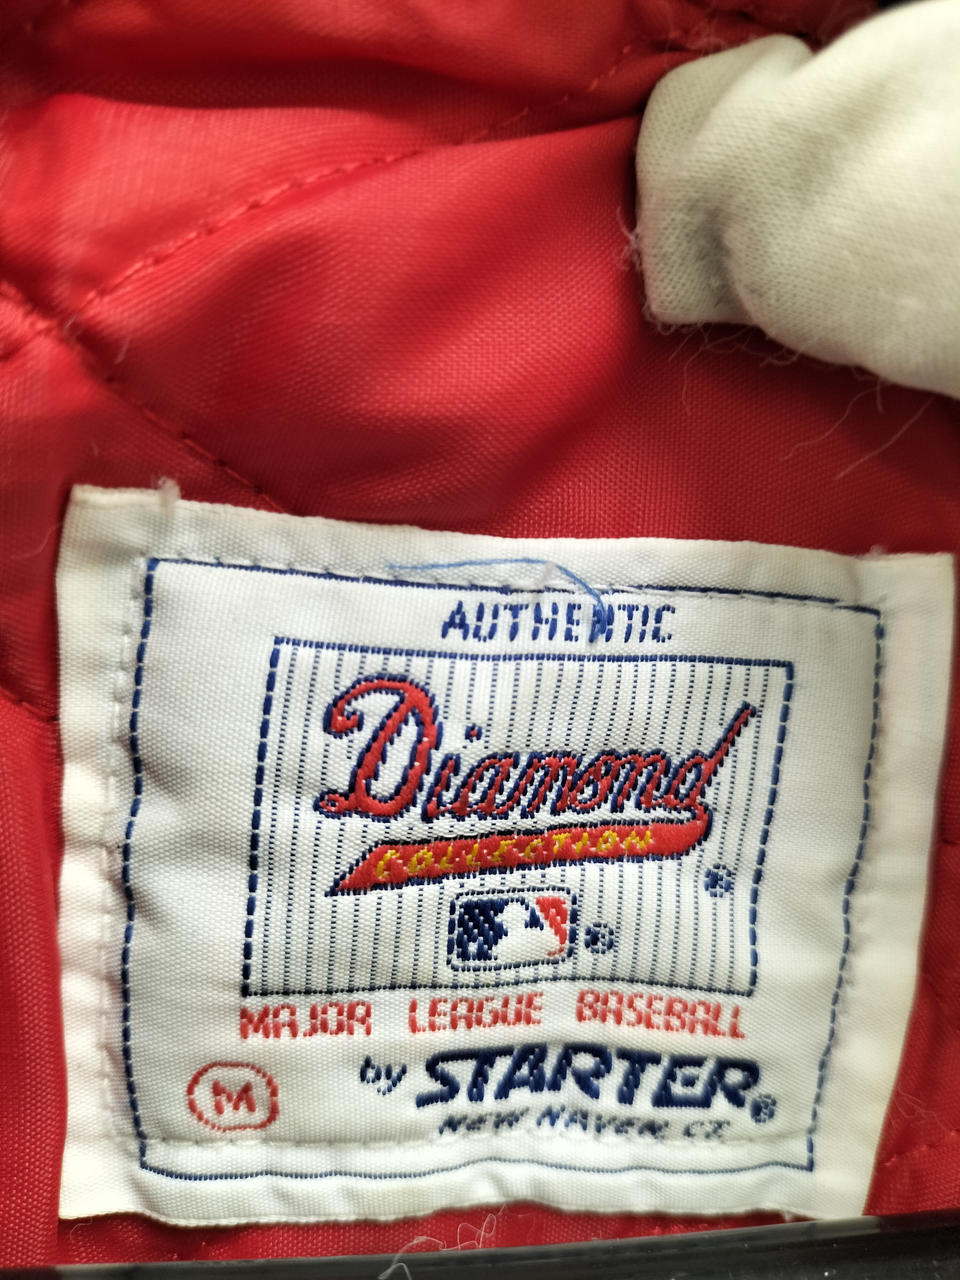 AUTHENTIC
Diamond
COLLECTION
®
®
MAJOR LEAGUE BASEBALL
M
by STARTER®
NEW HAVEN CT